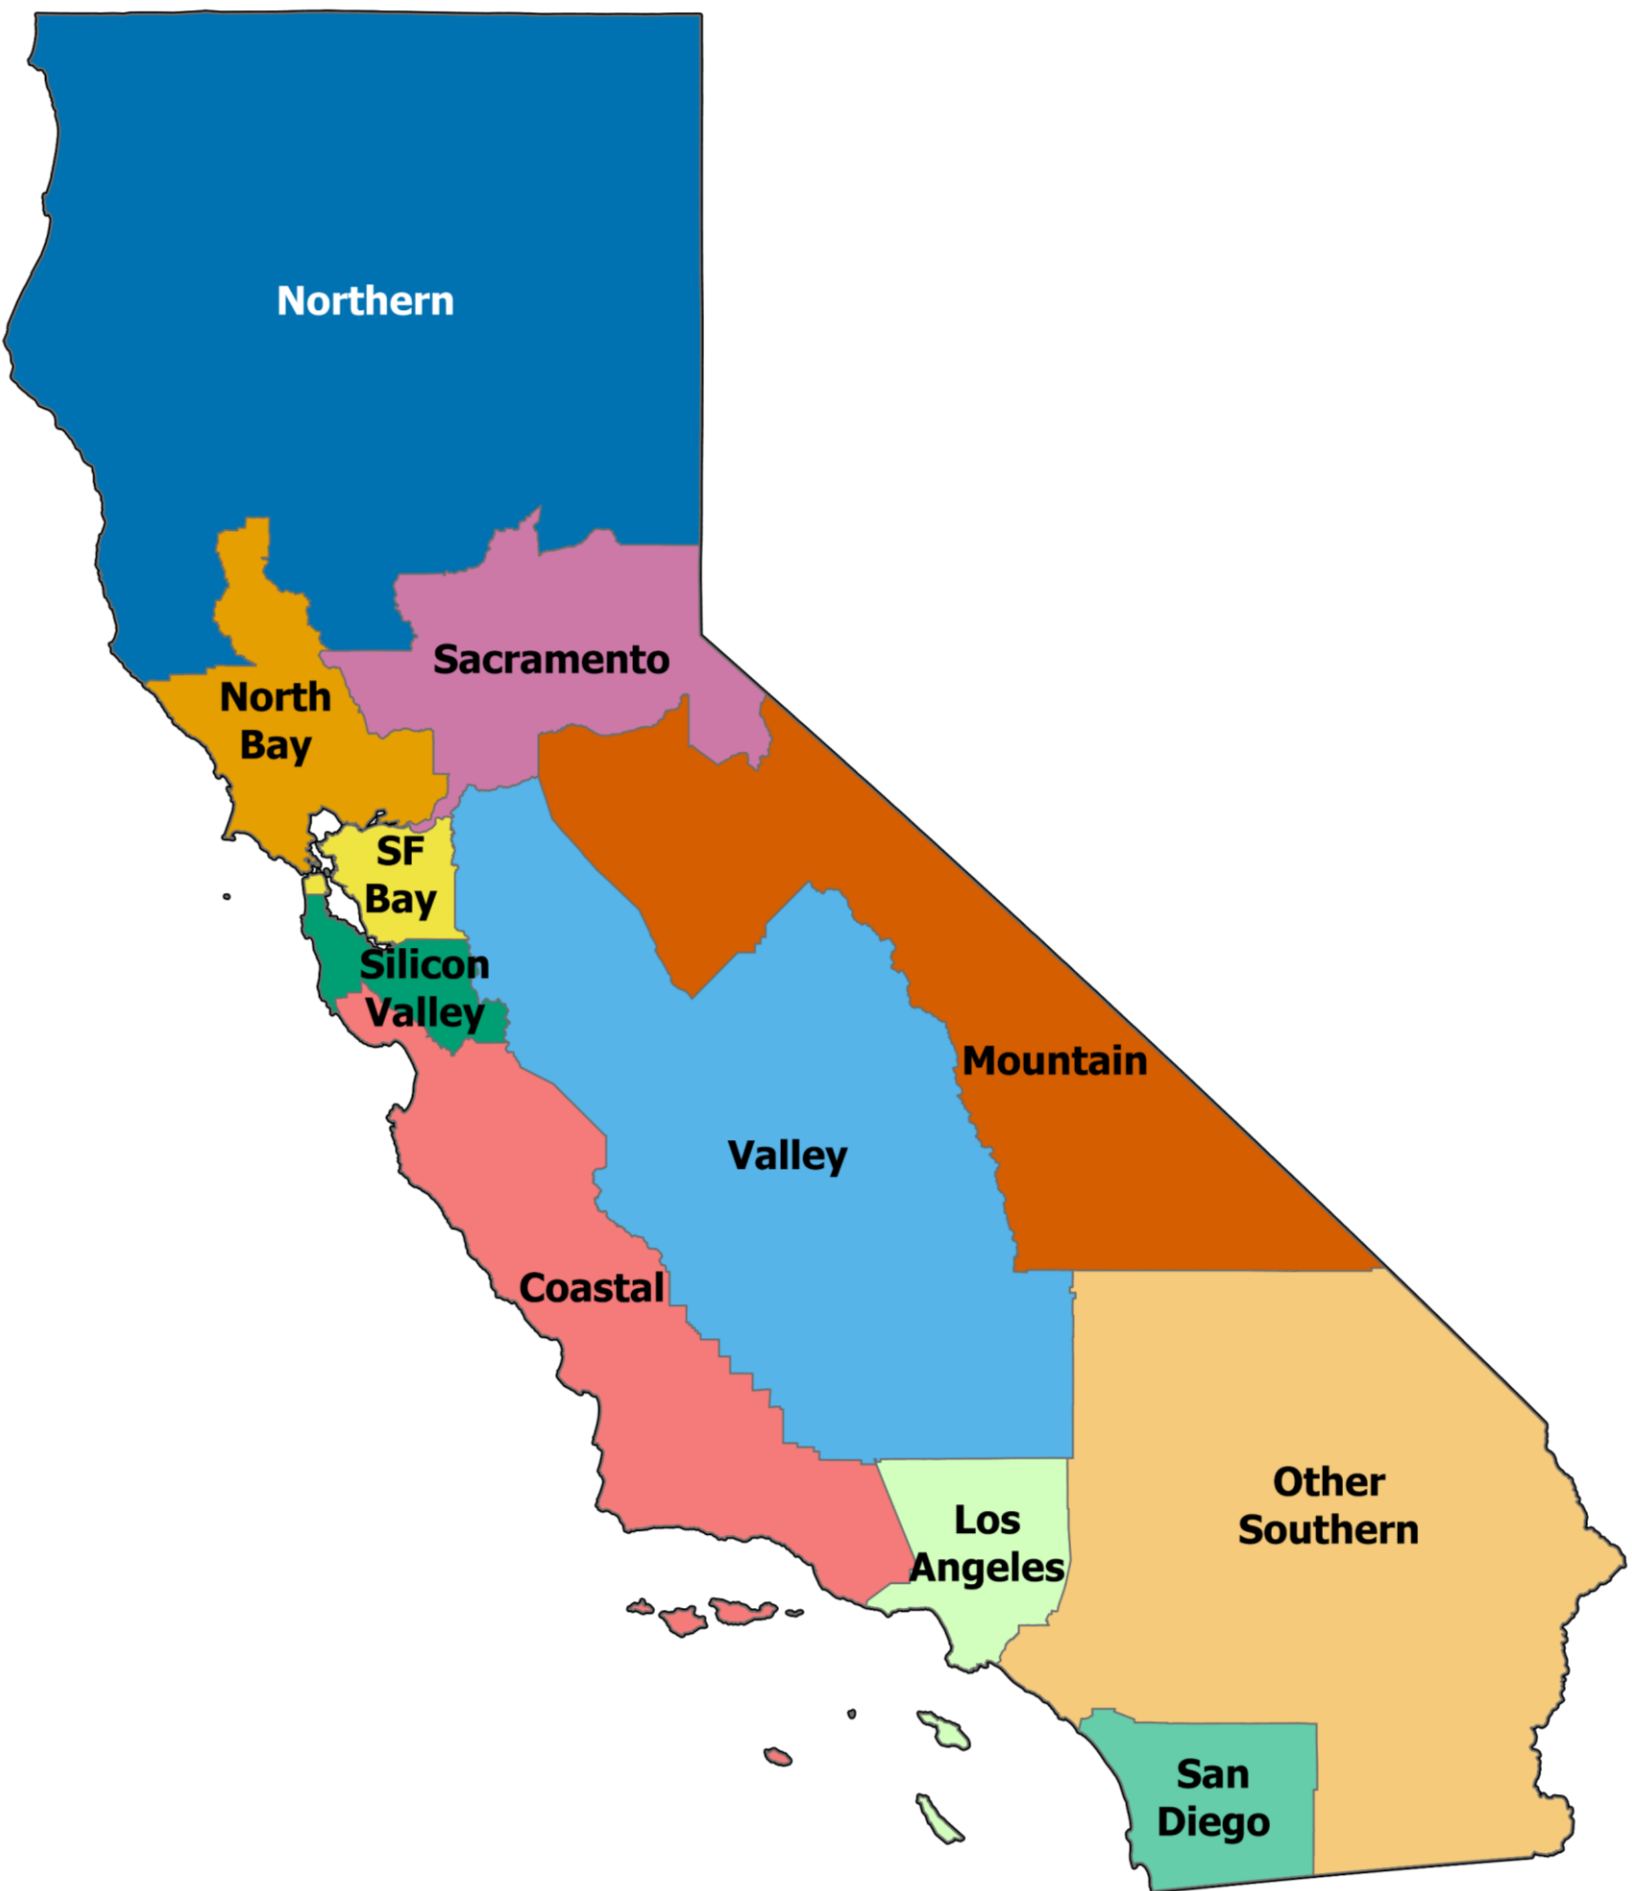 Northern
Sacramento
North
Bay
SF
Bay
Silicon
Valley
Mountain
Valley
Coastal
Los
Angeles
Other
Southern
San
Diego